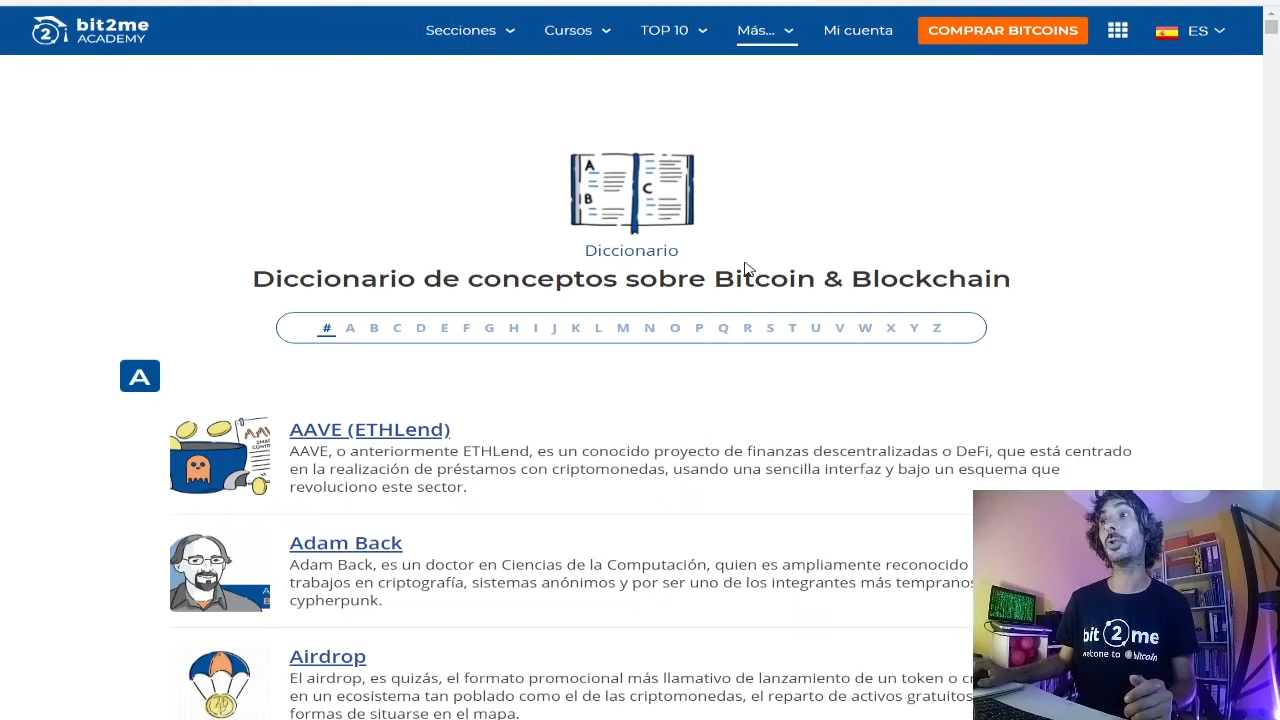 bit2me
ACADEMY
Secciones
Cursos
TOP 10
Más...
Mi cuenta
COMPRAR BITCOINS
ES
A
B
C
Diccionario
Diccionario de conceptos sobre Bitcoin & Blockchain
# A B C D E F G H I J K L M N O P Q R S T U V W X Y Z
A
AAVE (ETHLend)
AAVE, o anteriormente ETHLend, es un conocido proyecto de finanzas descentralizadas o DeFi, que está centrado
en la realización de préstamos con criptomonedas, usando una sencilla interfaz y bajo un esquema que
revoluciono este sector.
Adam Back
Adam Back, es un doctor en Ciencias de la Computación, quien es ampliamente reconocido
trabajos en criptografía, sistemas anónimos y por ser uno de los integrantes más tempranos
cypherpunk.
Airdrop
El airdrop, es quizás, el formato promocional más llamativo de lanzamiento de un token o
en un ecosistema tan poblado como el de las criptomonedas, el reparto de activos gratuitos
formas de situarse en el mapa.
bit2me
welcome to bitcoin